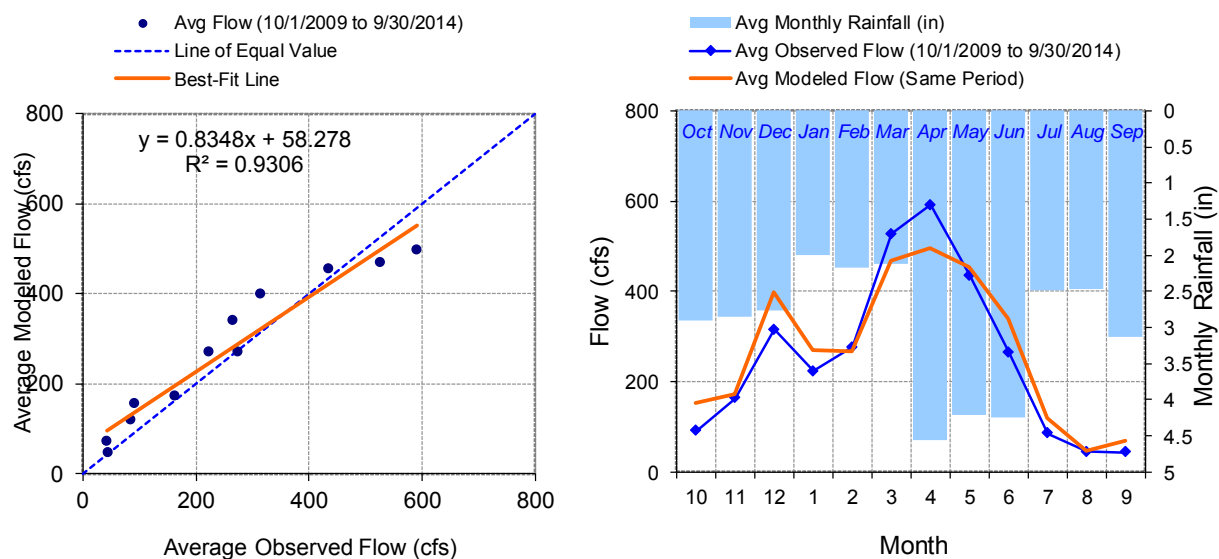 Avg Flow (10/1/2009 to 9/30/2014)
Line of Equal Value
Best-Fit Line
800
600
400
200
0
y = 0.8348x + 58.278
R² = 0.9306
Average Modeled Flow (cfs)
0 200 400 600 800
Average Observed Flow (cfs)
Avg Monthly Rainfall (in)
Avg Observed Flow (10/1/2009 to 9/30/2014)
Avg Modeled Flow (Same Period)
800
600
400
200
0
Flow (cfs)
Oct Nov Dec Jan Feb Mar Apr May Jun Jul Aug Sep
0
0.5
1
1.5
2
2.5
3
3.5
4
4.5
5
Monthly Rainfall (in)
10 11 12 1 2 3 4 5 6 7 8 9
Month